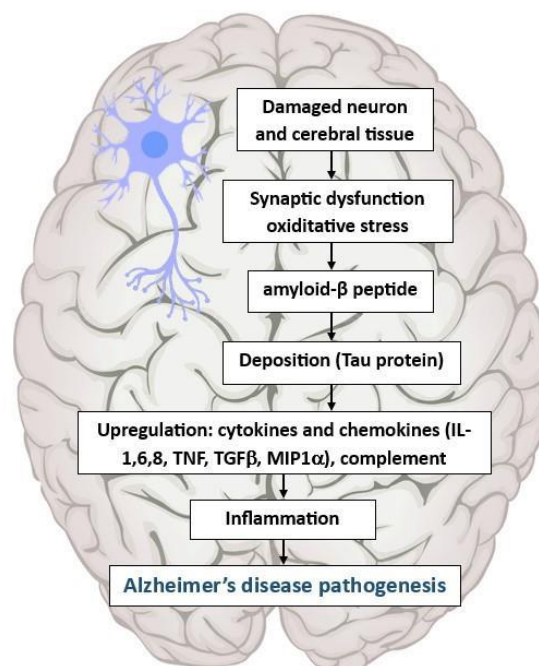 Damaged neuron
and cerebral tissue
Synaptic dysfunction
oxiditative stress
amyloid-β peptide
Deposition (Tau protein)
Upregulation: cytokines and chemokines (IL-
1,6,8, TNF, TGFβ, MIP1α), complement
Inflammation
Alzheimer's disease pathogenesis